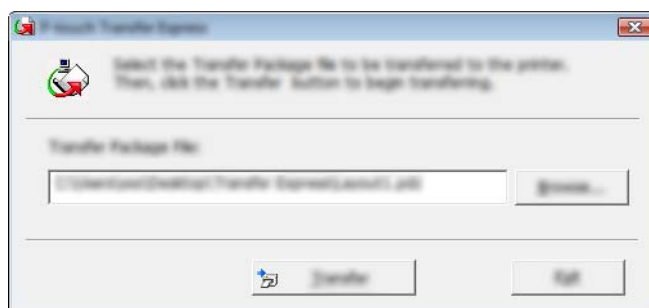 P-touch Transfer Express
Select the Transfer Package file to be transferred to the printer.
Then, click the Transfer button to begin transferring.
Transfer Package File:
Browse...
Transfer
Exit